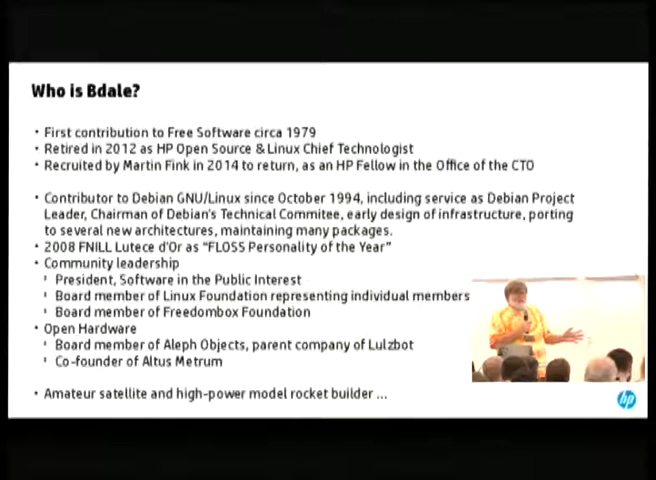 Who is Bdale?
• First contribution to Free Software circa 1979
• Retired in 2012 as HP Open Source & Linux Chief Technologist
• Recruited by Martin Fink in 2014 to return, as an HP Fellow in the Office of the CTO
• Contributor to Debian GNU/Linux since October 1994, including service as Debian Project
Leader, Chairman of Debian's Technical Commitee, early design of infrastructure, porting
to several new architectures, maintaining many packages.
• 2008 FNILL Lutece d'Or as "FLOSS Personality of the Year"
• Community leadership
▪ President, Software in the Public Interest
▪ Board member of Linux Foundation representing individual members
▪ Board member of Freedombox Foundation
• Open Hardware
▪ Board member of Aleph Objects, parent company of Lulzbot
▪ Co-founder of Altus Metrum
• Amateur satellite and high-power model rocket builder ...
hp